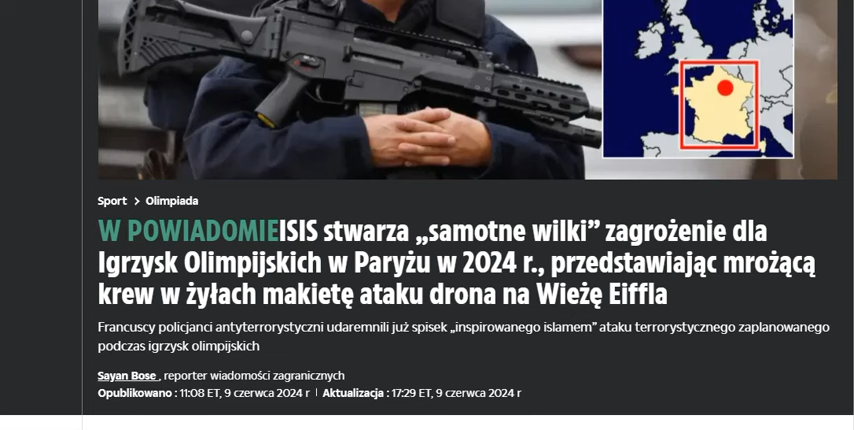 Sport > Olimpiada
W POWIADOMIEISIS stwarza „samotne wilki” zagrożenie dla
Igrzysk Olimpijskich w Paryżu w 2024 r., przedstawiając mrożącą
krew w żyłach makietę ataku drona na Wieżę Eiffla
Francuscy policjanci antyterrorystyczni udaremnili już spisek „inspirowanego islamem” ataku terrorystycznego zaplanowanego
podczas igrzysk olimpijskich
Sayan Bose , reporter wiadomości zagranicznych
Opublikowano : 11:08 ET, 9 czerwca 2024 r | Aktualizacja : 17:29 ET, 9 czerwca 2024 r